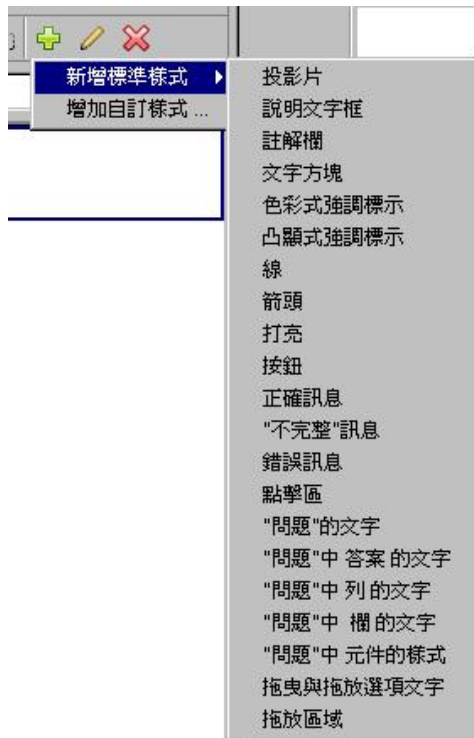 新增標準樣式
增加自訂樣式 ...
投影片
說明文字框
註解欄
文字方塊
色彩式強調標示
凸顯式強調標示
線
箭頭
打亮
按鈕
正確訊息
"不完整"訊息
錯誤訊息
點擊區
"問題"的文字
"問題"中 答案 的文字
"問題"中 列 的文字
"問題"中 欄 的文字
"問題"中 元件的樣式
拖曳與拖放選項文字
拖放區域